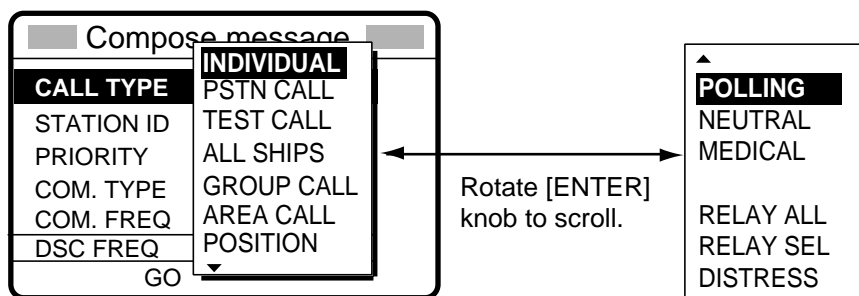 Compose message
CALL TYPE
STATION ID
PRIORITY
COM. TYPE
COM. FREQ
DSC FREQ
GO
INDIVIDUAL
PSTN CALL
TEST CALL
ALL SHIPS
GROUP CALL
AREA CALL
POSITION
Rotate [ENTER]
knob to scroll.
POLLING
NEUTRAL
MEDICAL
RELAY ALL
RELAY SEL
DISTRESS